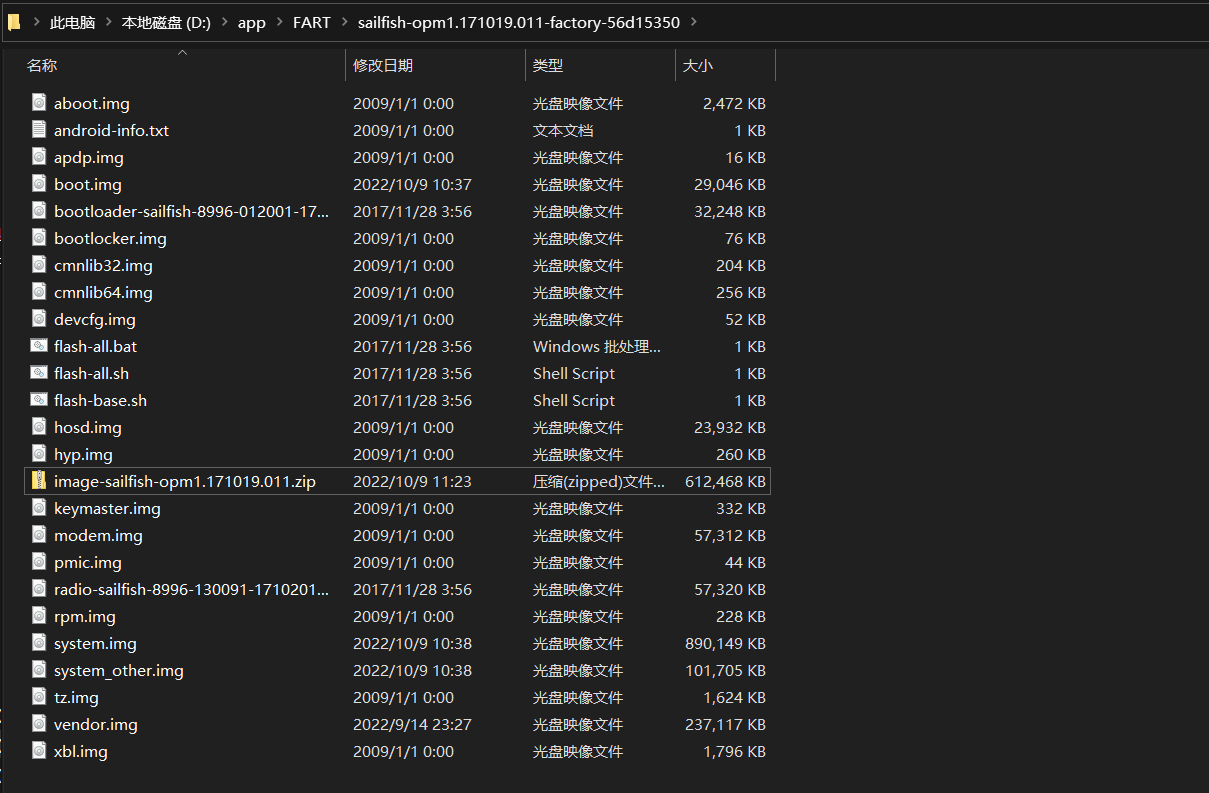 此电脑 > 本地磁盘 (D:) > app > FART > sailfish-opm1.171019.011-factory-56d15350 >
名称 修改日期 类型 大小
aboot.img 2009/1/1 0:00 光盘映像文件 2,472 KB
android-info.txt 2009/1/1 0:00 文本文档 1 KB
apdp.img 2009/1/1 0:00 光盘映像文件 16 KB
boot.img 2022/10/9 10:37 光盘映像文件 29,046 KB
bootloader-sailfish-8996-012001-17... 2017/11/28 3:56 光盘映像文件 32,248 KB
bootlocker.img 2009/1/1 0:00 光盘映像文件 76 KB
cmnlib32.img 2009/1/1 0:00 光盘映像文件 204 KB
cmnlib64.img 2009/1/1 0:00 光盘映像文件 256 KB
devcfg.img 2009/1/1 0:00 光盘映像文件 52 KB
flash-all.bat 2017/11/28 3:56 Windows 批处理... 1 KB
flash-all.sh 2017/11/28 3:56 Shell Script 1 KB
flash-base.sh 2017/11/28 3:56 Shell Script 1 KB
hosd.img 2009/1/1 0:00 光盘映像文件 23,932 KB
hyp.img 2009/1/1 0:00 光盘映像文件 260 KB
image-sailfish-opm1.171019.011.zip 2022/10/9 11:23 压缩(zipped)文件... 612,468 KB
keymaster.img 2009/1/1 0:00 光盘映像文件 332 KB
modem.img 2009/1/1 0:00 光盘映像文件 57,312 KB
pmic.img 2009/1/1 0:00 光盘映像文件 44 KB
radio-sailfish-8996-130091-1710201... 2017/11/28 3:56 光盘映像文件 57,320 KB
rpm.img 2009/1/1 0:00 光盘映像文件 228 KB
system.img 2022/10/9 10:38 光盘映像文件 890,149 KB
system_other.img 2022/10/9 10:38 光盘映像文件 101,705 KB
tz.img 2009/1/1 0:00 光盘映像文件 1,624 KB
vendor.img 2022/9/14 23:27 光盘映像文件 237,117 KB
xbl.img 2009/1/1 0:00 光盘映像文件 1,796 KB